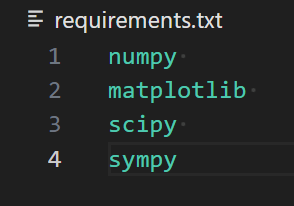 requirements.txt
1 numpy
2 matplotlib
3 scipy
4 sympy